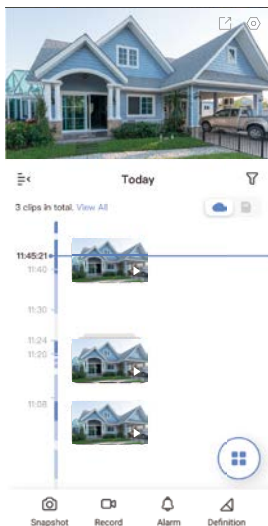 Today
3 clips in total. View All
11:45:21
11:40
11:30
11:24
11:20
11:08
Snapshot Record Alarm Definition